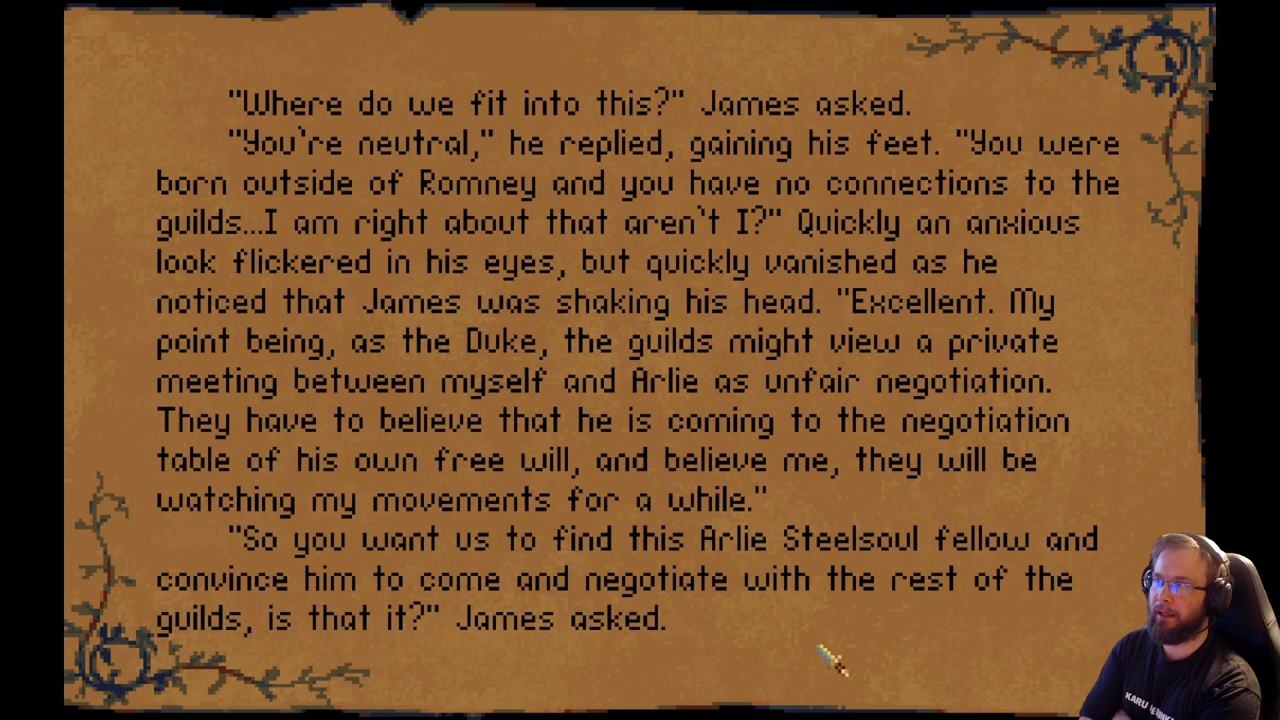 "Where do we fit into this?" James asked.
"You're neutral," he replied, gaining his feet. "You were
born outside of Romney and you have no connections to the
guilds...I am right about that aren't I?" Quickly an anxious
look flickered in his eyes, but quickly vanished as he
noticed that James was shaking his head. "Excellent. My
point being, as the Duke, the guilds might view a private
meeting between myself and Arlie as unfair negotiation.
They have to believe that he is coming to the negotiation
table of his own free will, and believe me, they will be
watching my movements for a while."
"So you want us to find this Arlie Steelsoul fellow and
convince him to come and negotiate with the rest of the
guilds, is that it?" James asked.
KARU